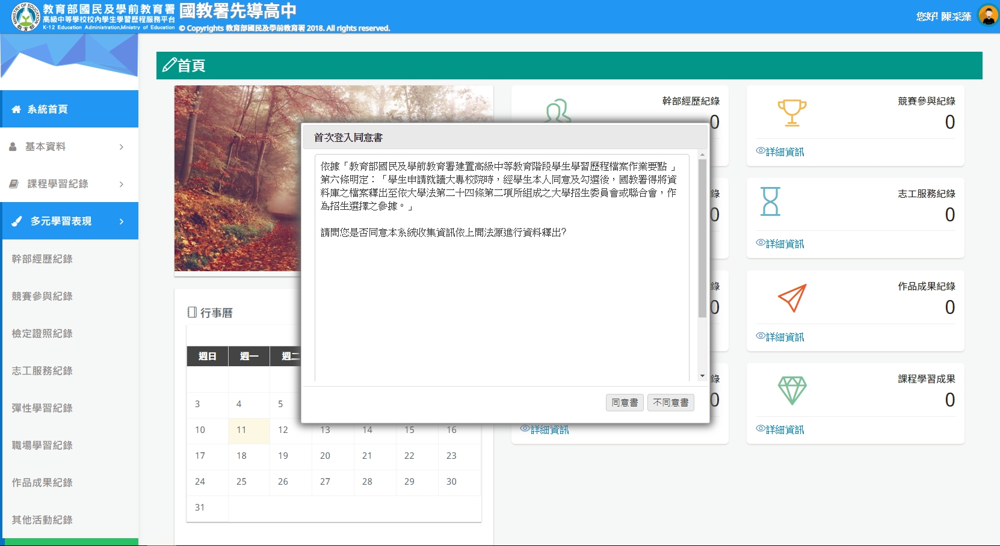 教育部國民及學前教育署
高級中等學校校內學生學習歷程服務平台
K-12 Education Administration,Ministry of Education
國教署先導高中
© Copyrights 教育部國民及學前教育署 2018. All rights reserved.
您好! 陳采薻
系統首頁
基本資料
課程學習紀錄
多元學習表現
幹部經歷紀錄
競賽參與紀錄
檢定證照紀錄
志工服務紀錄
彈性學習紀錄
職場學習紀錄
作品成果紀錄
其他活動紀錄
首頁
首次登入同意書
依據「教育部國民及學前教育署建置高級中等教育階段學生學習歷程檔案作業要點 」
第六條明定：「學生申請就讀大專校院時，經學生本人同意及勾選後，國教署得將資
料庫之檔案釋出至依大學法第二十四條第二項所組成之大學招生委員會或聯合會，作
為招生選擇之參據。」
請問您是否同意本系統收集資訊依上開法源進行資料釋出?
同意書
不同意書
幹部經歷紀錄
0
競賽參與紀錄
0
詳細資訊
錄
0
志工服務紀錄
0
詳細資訊
錄
0
作品成果紀錄
0
詳細資訊
錄
0
詳細資訊
課程學習成果
0
詳細資訊
行事曆
週日 週一 週二
3 4 5
10 11 12 13 14 15 16
17 18 19 20 21 22 23
24 25 26 27 28 29 30
31